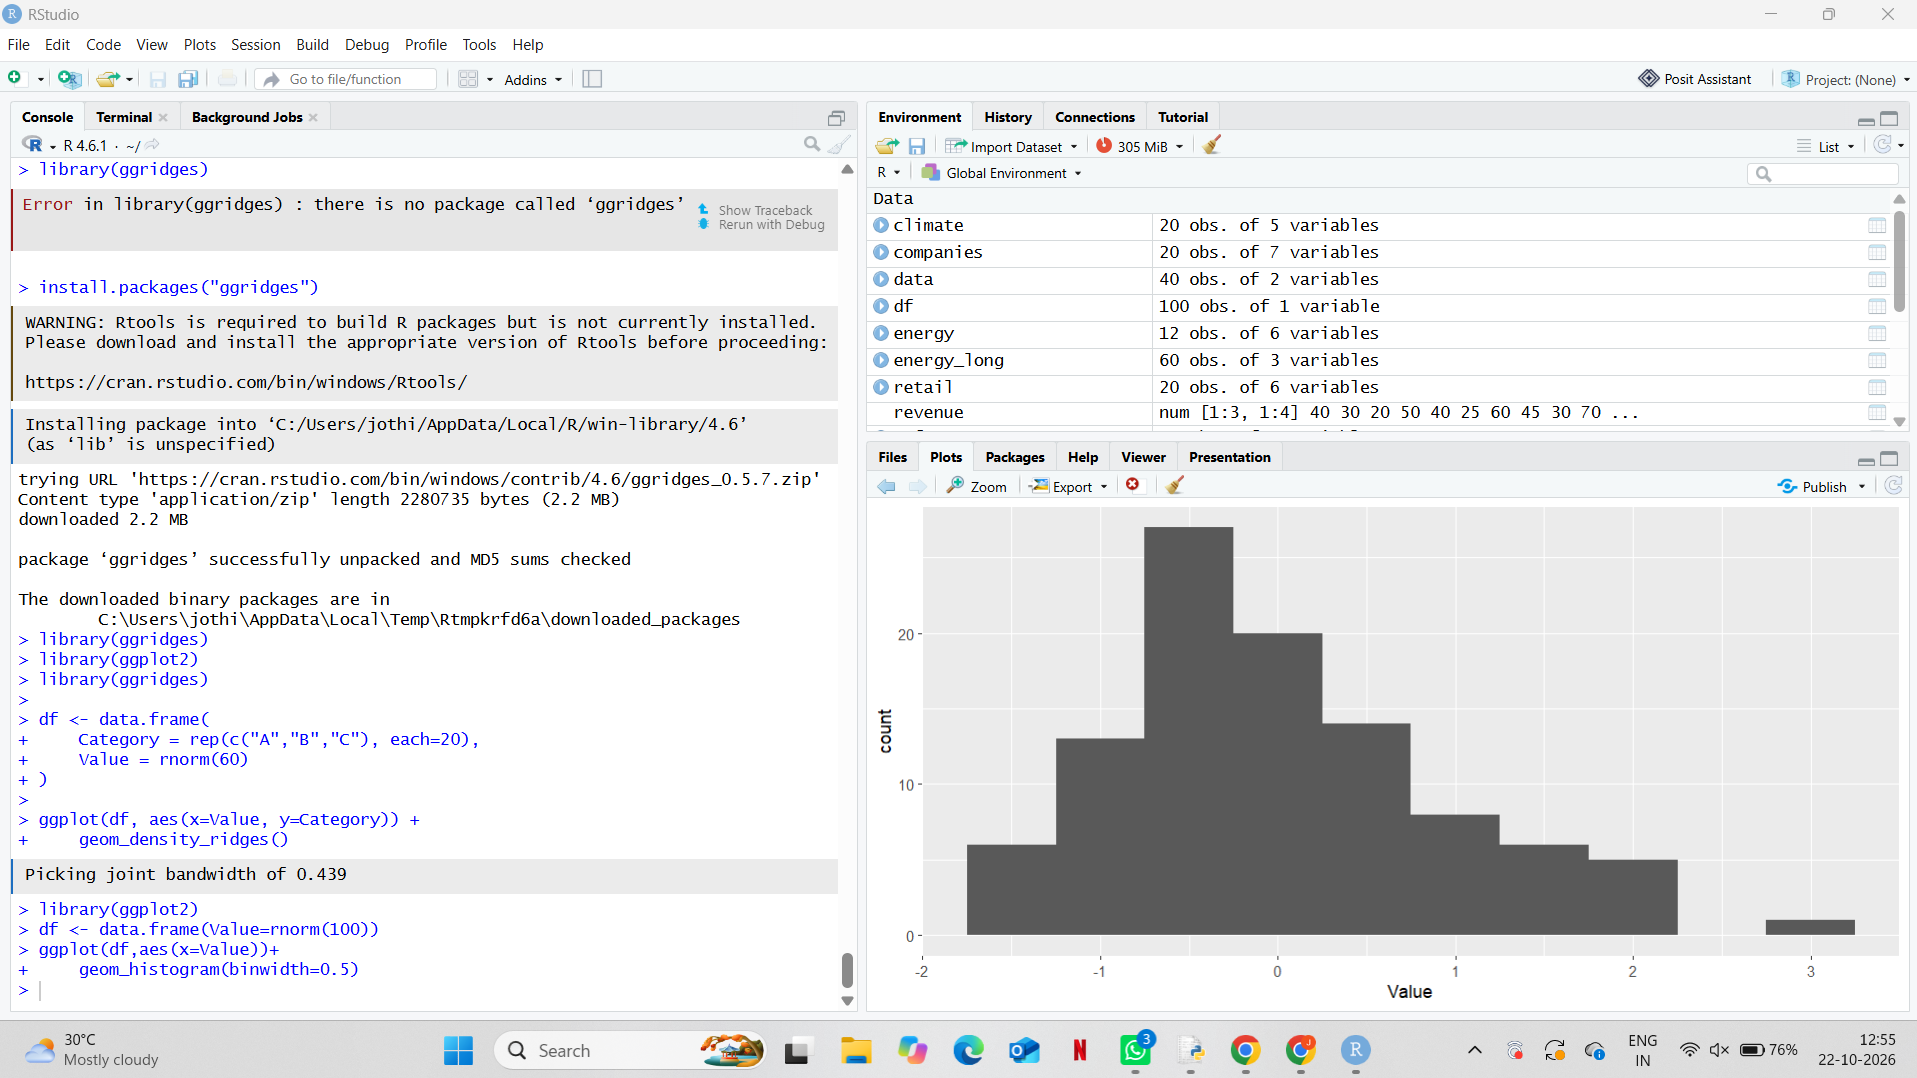 RStudio
File Edit Code View Plots Session Build Debug Profile Tools Help
Go to file/function
Addins
Posit Assistant
Project: (None)
Console Terminal Background Jobs
R 4.6.1 · ~/
> library(ggridges)
Error in library(ggridges) : there is no package called ‘ggridges’
Show Traceback
Rerun with Debug
> install.packages("ggridges")
WARNING: Rtools is required to build R packages but is not currently installed.
Please download and install the appropriate version of Rtools before proceeding:
https://cran.rstudio.com/bin/windows/Rtools/
Installing package into ‘C:/Users/jothi/AppData/Local/R/win-library/4.6’
(as ‘lib’ is unspecified)
trying URL 'https://cran.rstudio.com/bin/windows/contrib/4.6/ggridges_0.5.7.zip'
Content type 'application/zip' length 2280735 bytes (2.2 MB)
downloaded 2.2 MB
package ‘ggridges’ successfully unpacked and MD5 sums checked
The downloaded binary packages are in
C:\Users\jothi\AppData\Local\Temp\Rtmpkrfd6a\downloaded_packages
> library(ggridges)
> library(ggplot2)
> library(ggridges)
>
> df <- data.frame(
+ Category = rep(c("A","B","C"), each=20),
+ Value = rnorm(60)
+ )
>
> ggplot(df, aes(x=Value, y=Category)) +
+ geom_density_ridges()
Picking joint bandwidth of 0.439
> library(ggplot2)
> df <- data.frame(Value=rnorm(100))
> ggplot(df,aes(x=Value))+
+ geom_histogram(binwidth=0.5)
>
Environment History Connections Tutorial
Import Dataset 305 MiB List
R Global Environment
Data
climate 20 obs. of 5 variables
companies 20 obs. of 7 variables
data 40 obs. of 2 variables
df 100 obs. of 1 variable
energy 12 obs. of 6 variables
energy_long 60 obs. of 3 variables
retail 20 obs. of 6 variables
revenue num [1:3, 1:4] 40 30 20 50 40 25 60 45 30 70 ...
Files Plots Packages Help Viewer Presentation
Zoom Export Publish
count
20
10
0
-2 -1 0 1 2 3
Value
30°C
Mostly cloudy
Search
3
ENG
IN
76%
12:55
22-10-2026